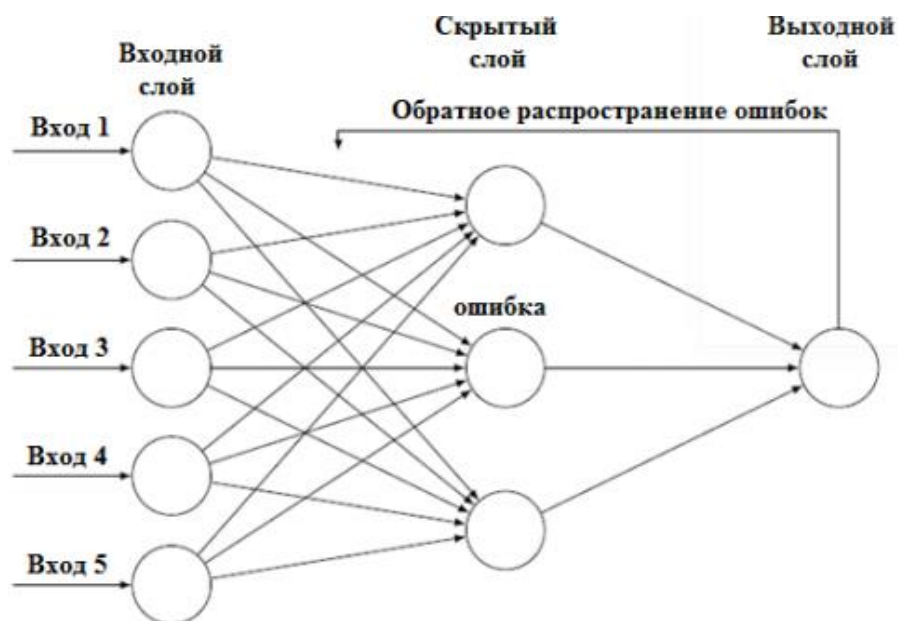 Входной
слой
Скрытый
слой
Выходной
слой
Обратное распространение ошибок
Вход 1
Вход 2
ошибка
Вход 3
Вход 4
Вход 5